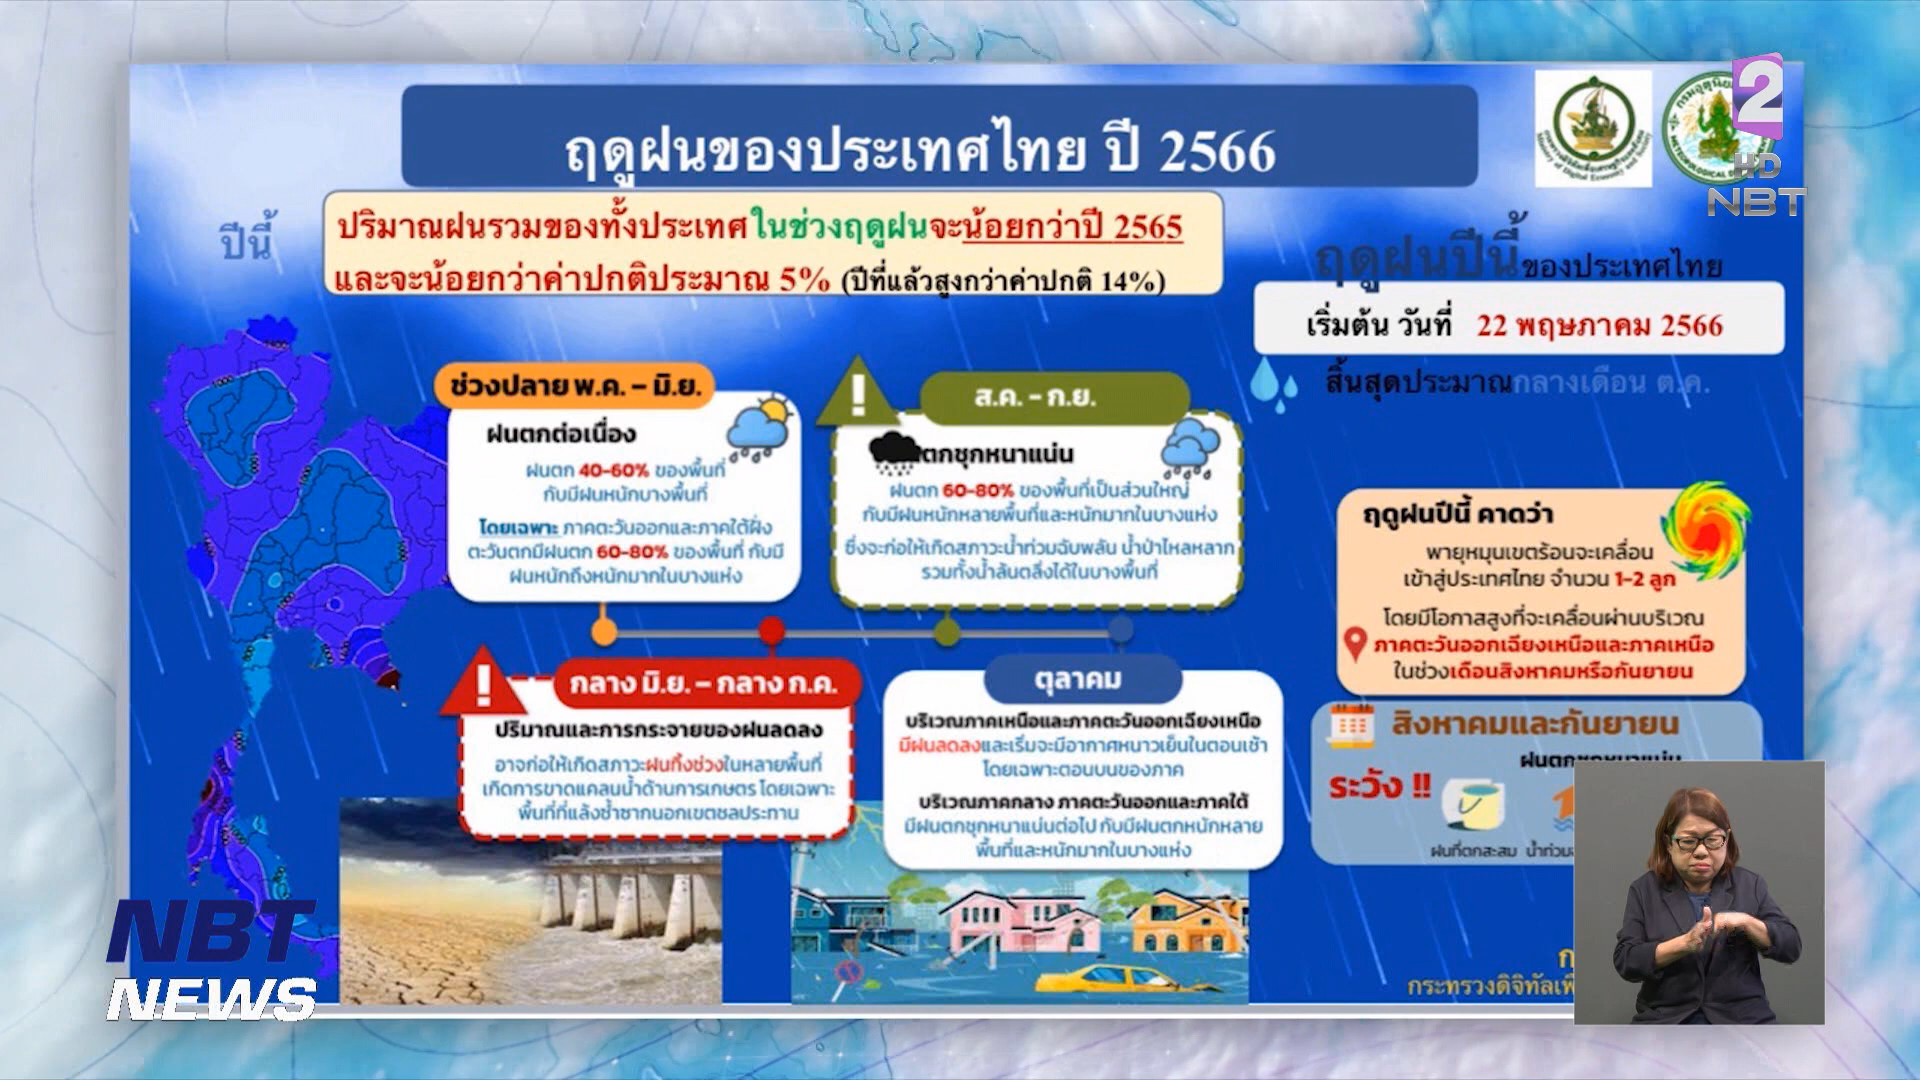 ฤดูฝนของประเทศไทย ปี 2566
2
HD
NBT
ปีนี้
ปริมาณฝนรวมของทั้งประเทศ ในช่วงฤดูฝนจะน้อยกว่าปี 2565
และจะน้อยกว่าค่าปกติประมาณ 5% (ปีที่แล้วสูงกว่าค่าปกติ 14%)
ฤดูฝนปีนี้ของประเทศไทย
เริ่มต้น วันที่ 22 พฤษภาคม 2566
สิ้นสุดประมาณกลางเดือน ต.ค.
ช่วงปลาย พ.ค. – มิ.ย.
ฝนตกต่อเนื่อง
ฝนตก 40-60% ของพื้นที่
กับมีฝนหนักบางพื้นที่
โดยเฉพาะ ภาคตะวันออกและภาคใต้ฝั่ง
ตะวันตกมีฝนตก 60-80% ของพื้นที่ กับมี
ฝนหนักถึงหนักมากในบางแห่ง
ส.ค. - ก.ย.
ตกชุกหนาแน่น
ฝนตก 60-80% ของพื้นที่เป็นส่วนใหญ่
กับมีฝนหนักหลายพื้นที่และหนักมากในบางแห่ง
ซึ่งจะก่อให้เกิดสภาวะน้ำท่วมฉับพลัน น้ำป่าไหลหลาก
รวมทั้งน้ำล้นตลิ่งได้ในบางพื้นที่
กลาง มิ.ย. – กลาง ก.ค.
ปริมาณและการกระจายของฝนลดลง
อาจก่อให้เกิดสภาวะฝนทิ้งช่วงในหลายพื้นที่
เกิดการขาดแคลนน้ำด้านการเกษตร โดยเฉพาะ
พื้นที่ที่แล้งซ้ำซากนอกเขตชลประทาน
ตุลาคม
บริเวณภาคเหนือและภาคตะวันออกเฉียงเหนือ
มีฝนลดลงและเริ่มจะมีอากาศหนาวเย็นในตอนเช้า
โดยเฉพาะตอนบนของภาค
บริเวณภาคกลาง ภาคตะวันออกและภาคใต้
มีฝนตกชุกหนาแน่นต่อไป กับมีฝนตกหนักหลาย
พื้นที่และหนักมากในบางแห่ง
ฤดูฝนปีนี้ คาดว่า
พายุหมุนเขตร้อนจะเคลื่อน
เข้าสู่ประเทศไทย จำนวน 1-2 ลูก
โดยมีโอกาสสูงที่จะเคลื่อนผ่านบริเวณ
ภาคตะวันออกเฉียงเหนือและภาคเหนือ
ในช่วงเดือนสิงหาคมหรือกันยายน
สิงหาคมและกันยายน
ระวัง !!
ฝนที่ตกสะสม
NBT
NEWS